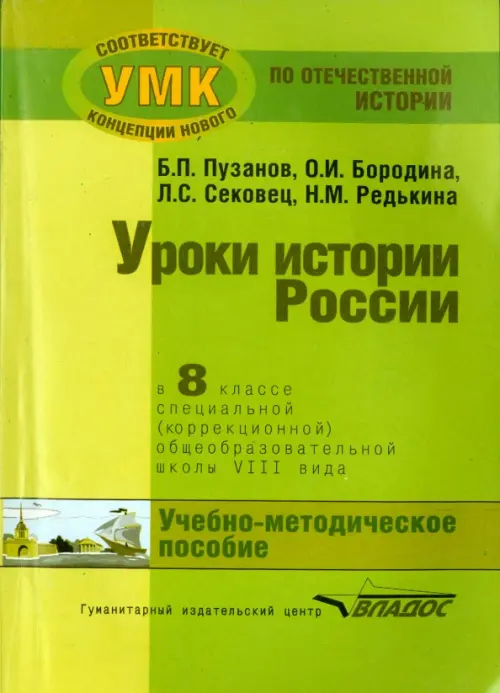 СООТВЕТСТВУЕТ
УМК
КОНЦЕПЦИИ НОВОГО
ПО ОТЕЧЕСТВЕННОЙ
ИСТОРИИ
Б.П. Пузанов, О.И. Бородина,
Л.С. Сековец, Н.М. Редькина
Уроки истории
России
в 8 классе
специальной
(коррекционной)
общеобразовательной
школы VIII вида
Учебно-методическое
пособие
Гуманитарный издательский центр
ВЛАДОС